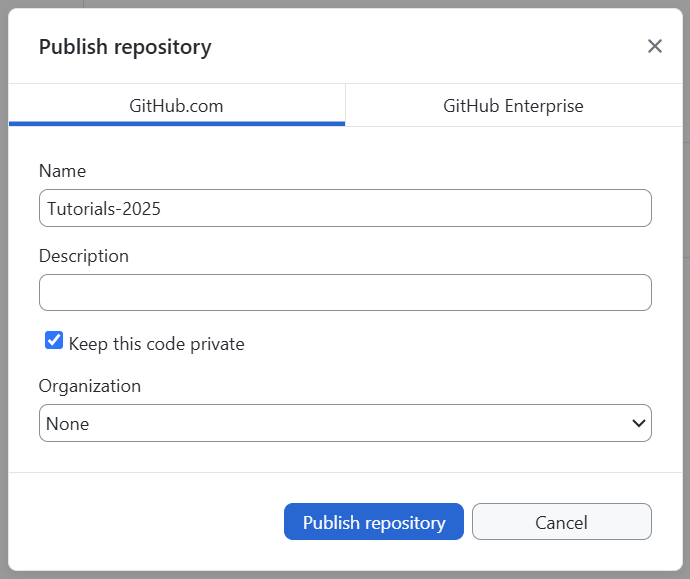 Publish repository
GitHub.com
GitHub Enterprise
Name
Tutorials-2025
Description
Keep this code private
Organization
None
Publish repository
Cancel